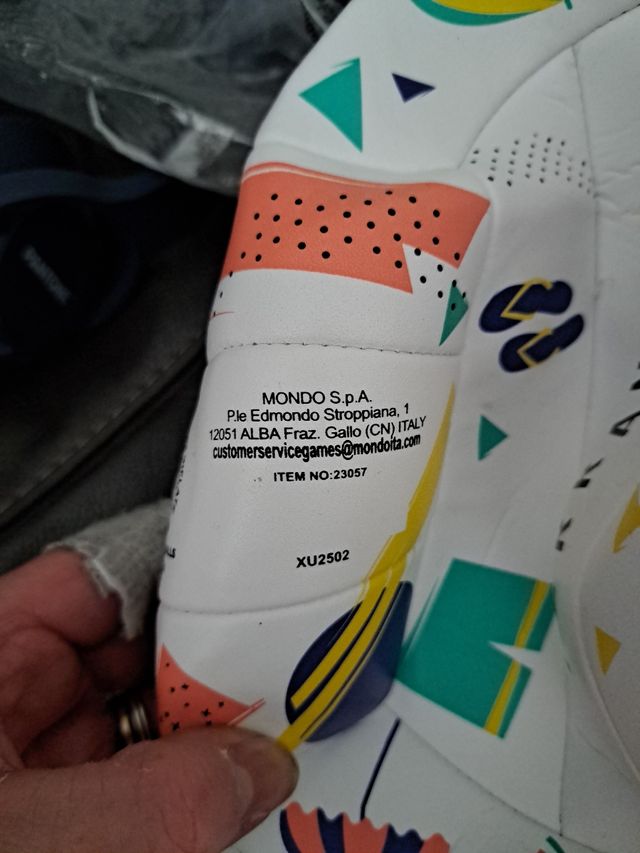 MONDO S.p.A.
P.le Edmondo Stroppiana, 1
12051 ALBA Fraz. Gallo (CN) ITALY
customerservicegames@mondoita.com
ITEM NO:23057
XU2502